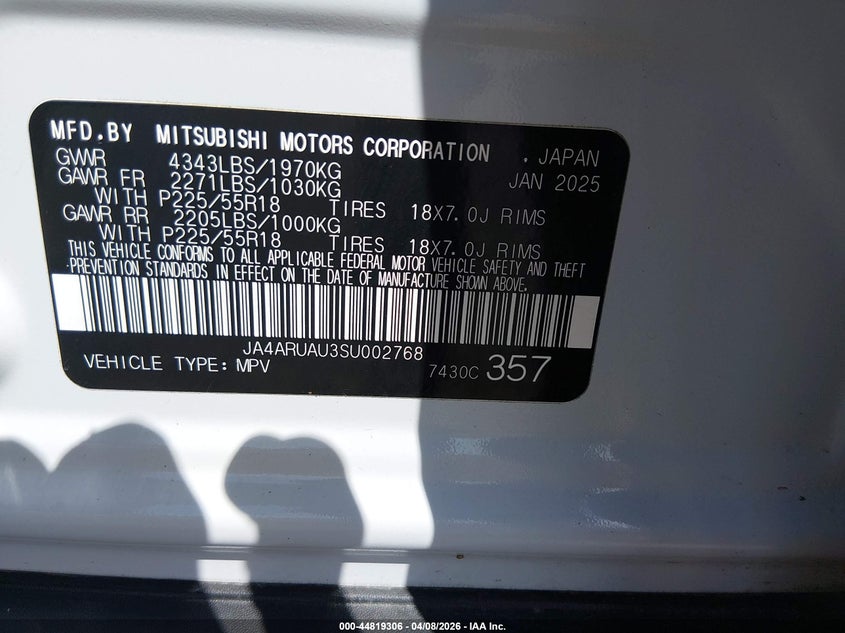 MFD.BY MITSUBISHI MOTORS CORPORATION . JAPAN
GVWR 4343LBS/1970KG JAN 2025
GAWR FR 2271LBS/1030KG
WITH P225/55R18 TIRES 18X7.0J RIMS
GAWR RR 2205LBS/1000KG
WITH P225/55R18 TIRES 18X7.0J RIMS
THIS VEHICLE CONFORMS TO ALL APPLICABLE FEDERAL MOTOR VEHICLE SAFETY AND THEFT
PREVENTION STANDARDS IN EFFECT ON THE DATE OF MANUFACTURE SHOWN ABOVE.
JA4ARUAU3SU002768
VEHICLE TYPE: MPV 7430C 357
000-44819306 - 04/08/2026 - IAA Inc.